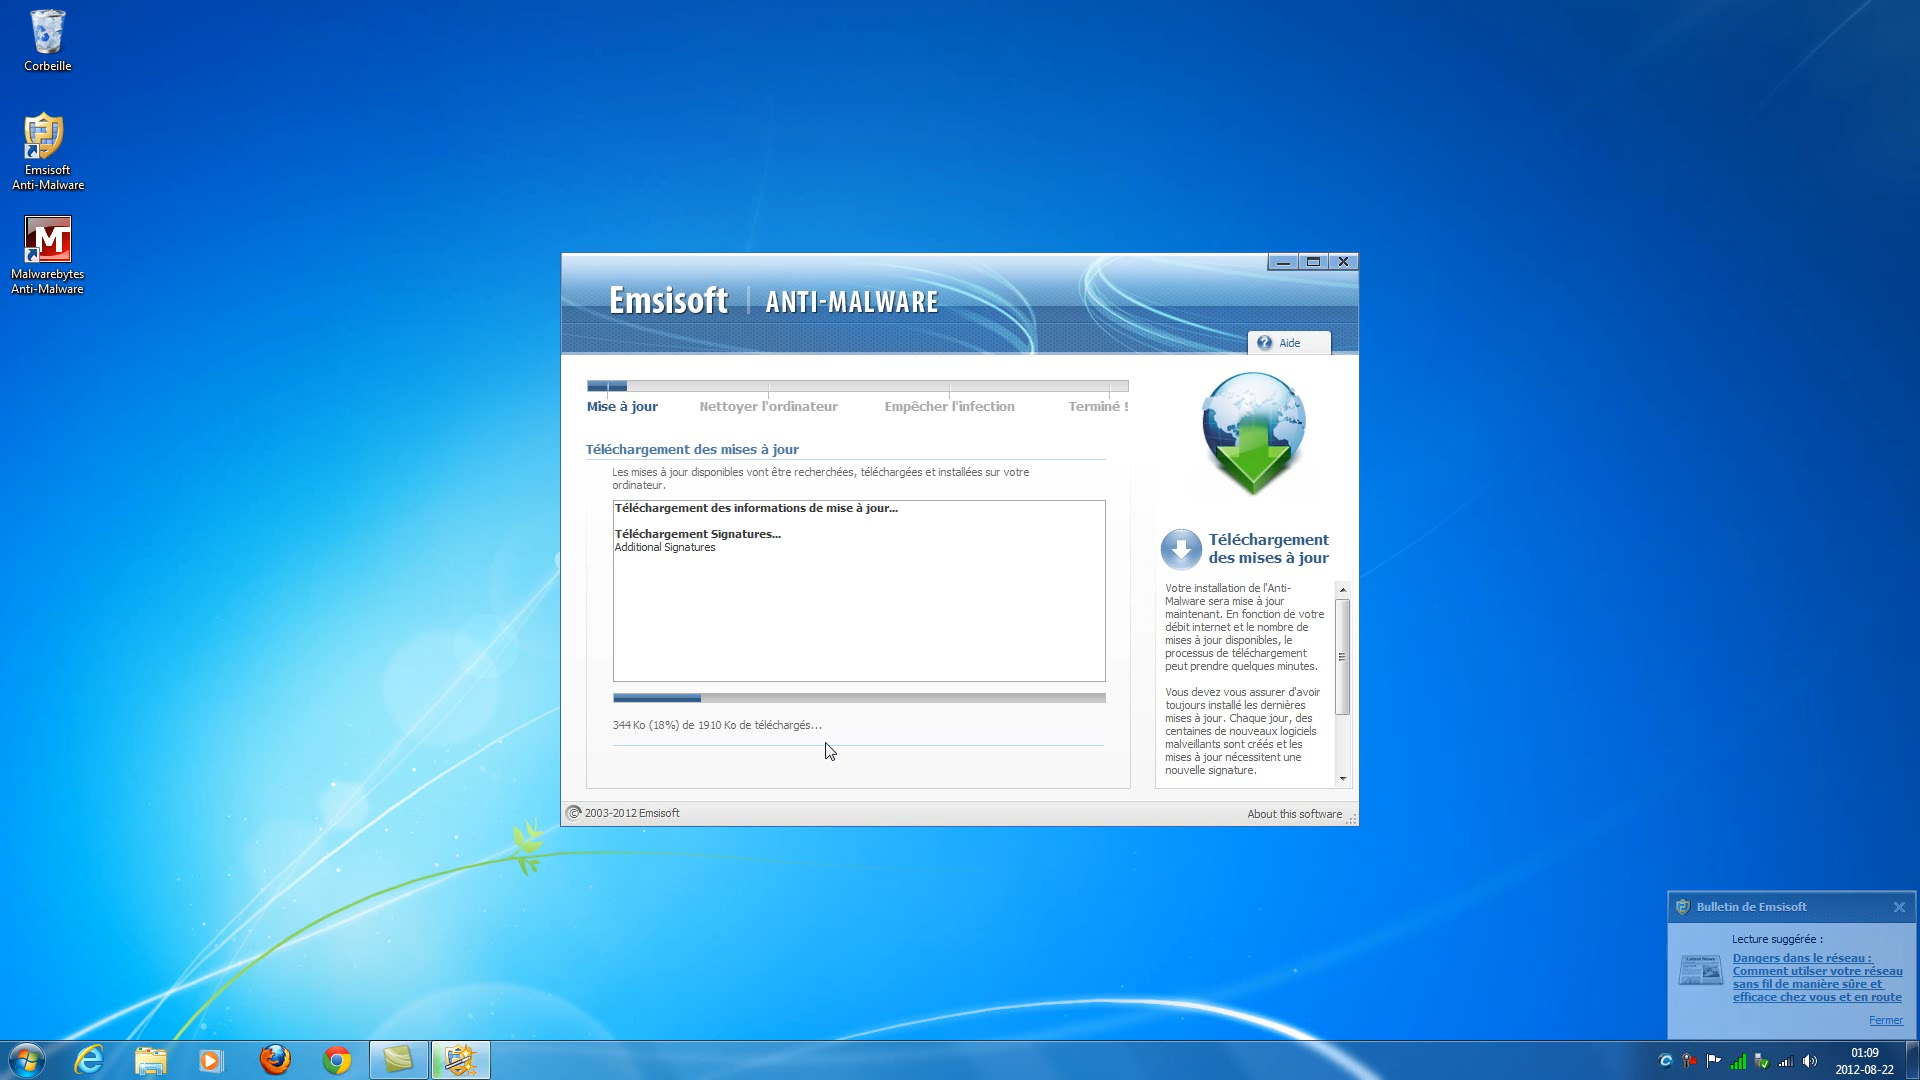 Corbeille
Emsisoft
Anti-Malware
Malwarebytes
Anti-Malware
Emsisoft | ANTI-MALWARE
Aide
Mise à jour
Nettoyer l'ordinateur
Empêcher l'infection
Terminé !
Téléchargement des mises à jour
Les mises à jour disponibles vont être recherchées, téléchargées et installées sur votre
ordinateur.
Téléchargement des informations de mise à jour...
Téléchargement Signatures...
Additional Signatures
344 Ko (18%) de 1910 Ko de téléchargés...
Téléchargement
des mises à jour
Votre installation de l'Anti-
Malware sera mise à jour
maintenant. En fonction de votre
débit internet et le nombre de
mises à jour disponibles, le
processus de téléchargement
peut prendre quelques minutes.
Vous devez vous assurer d'avoir
toujours installé les dernières
mises à jour. Chaque jour, des
centaines de nouveaux logiciels
malveillants sont créés et les
mises à jour nécessitent une
nouvelle signature.
© 2003-2012 Emsisoft
About this software
Bulletin de Emsisoft
Lecture suggérée :
Dangers dans le réseau :
Comment utilser votre réseau
sans fil de manière sûre et
efficace chez vous et en route
Fermer
01:09
2012-08-22